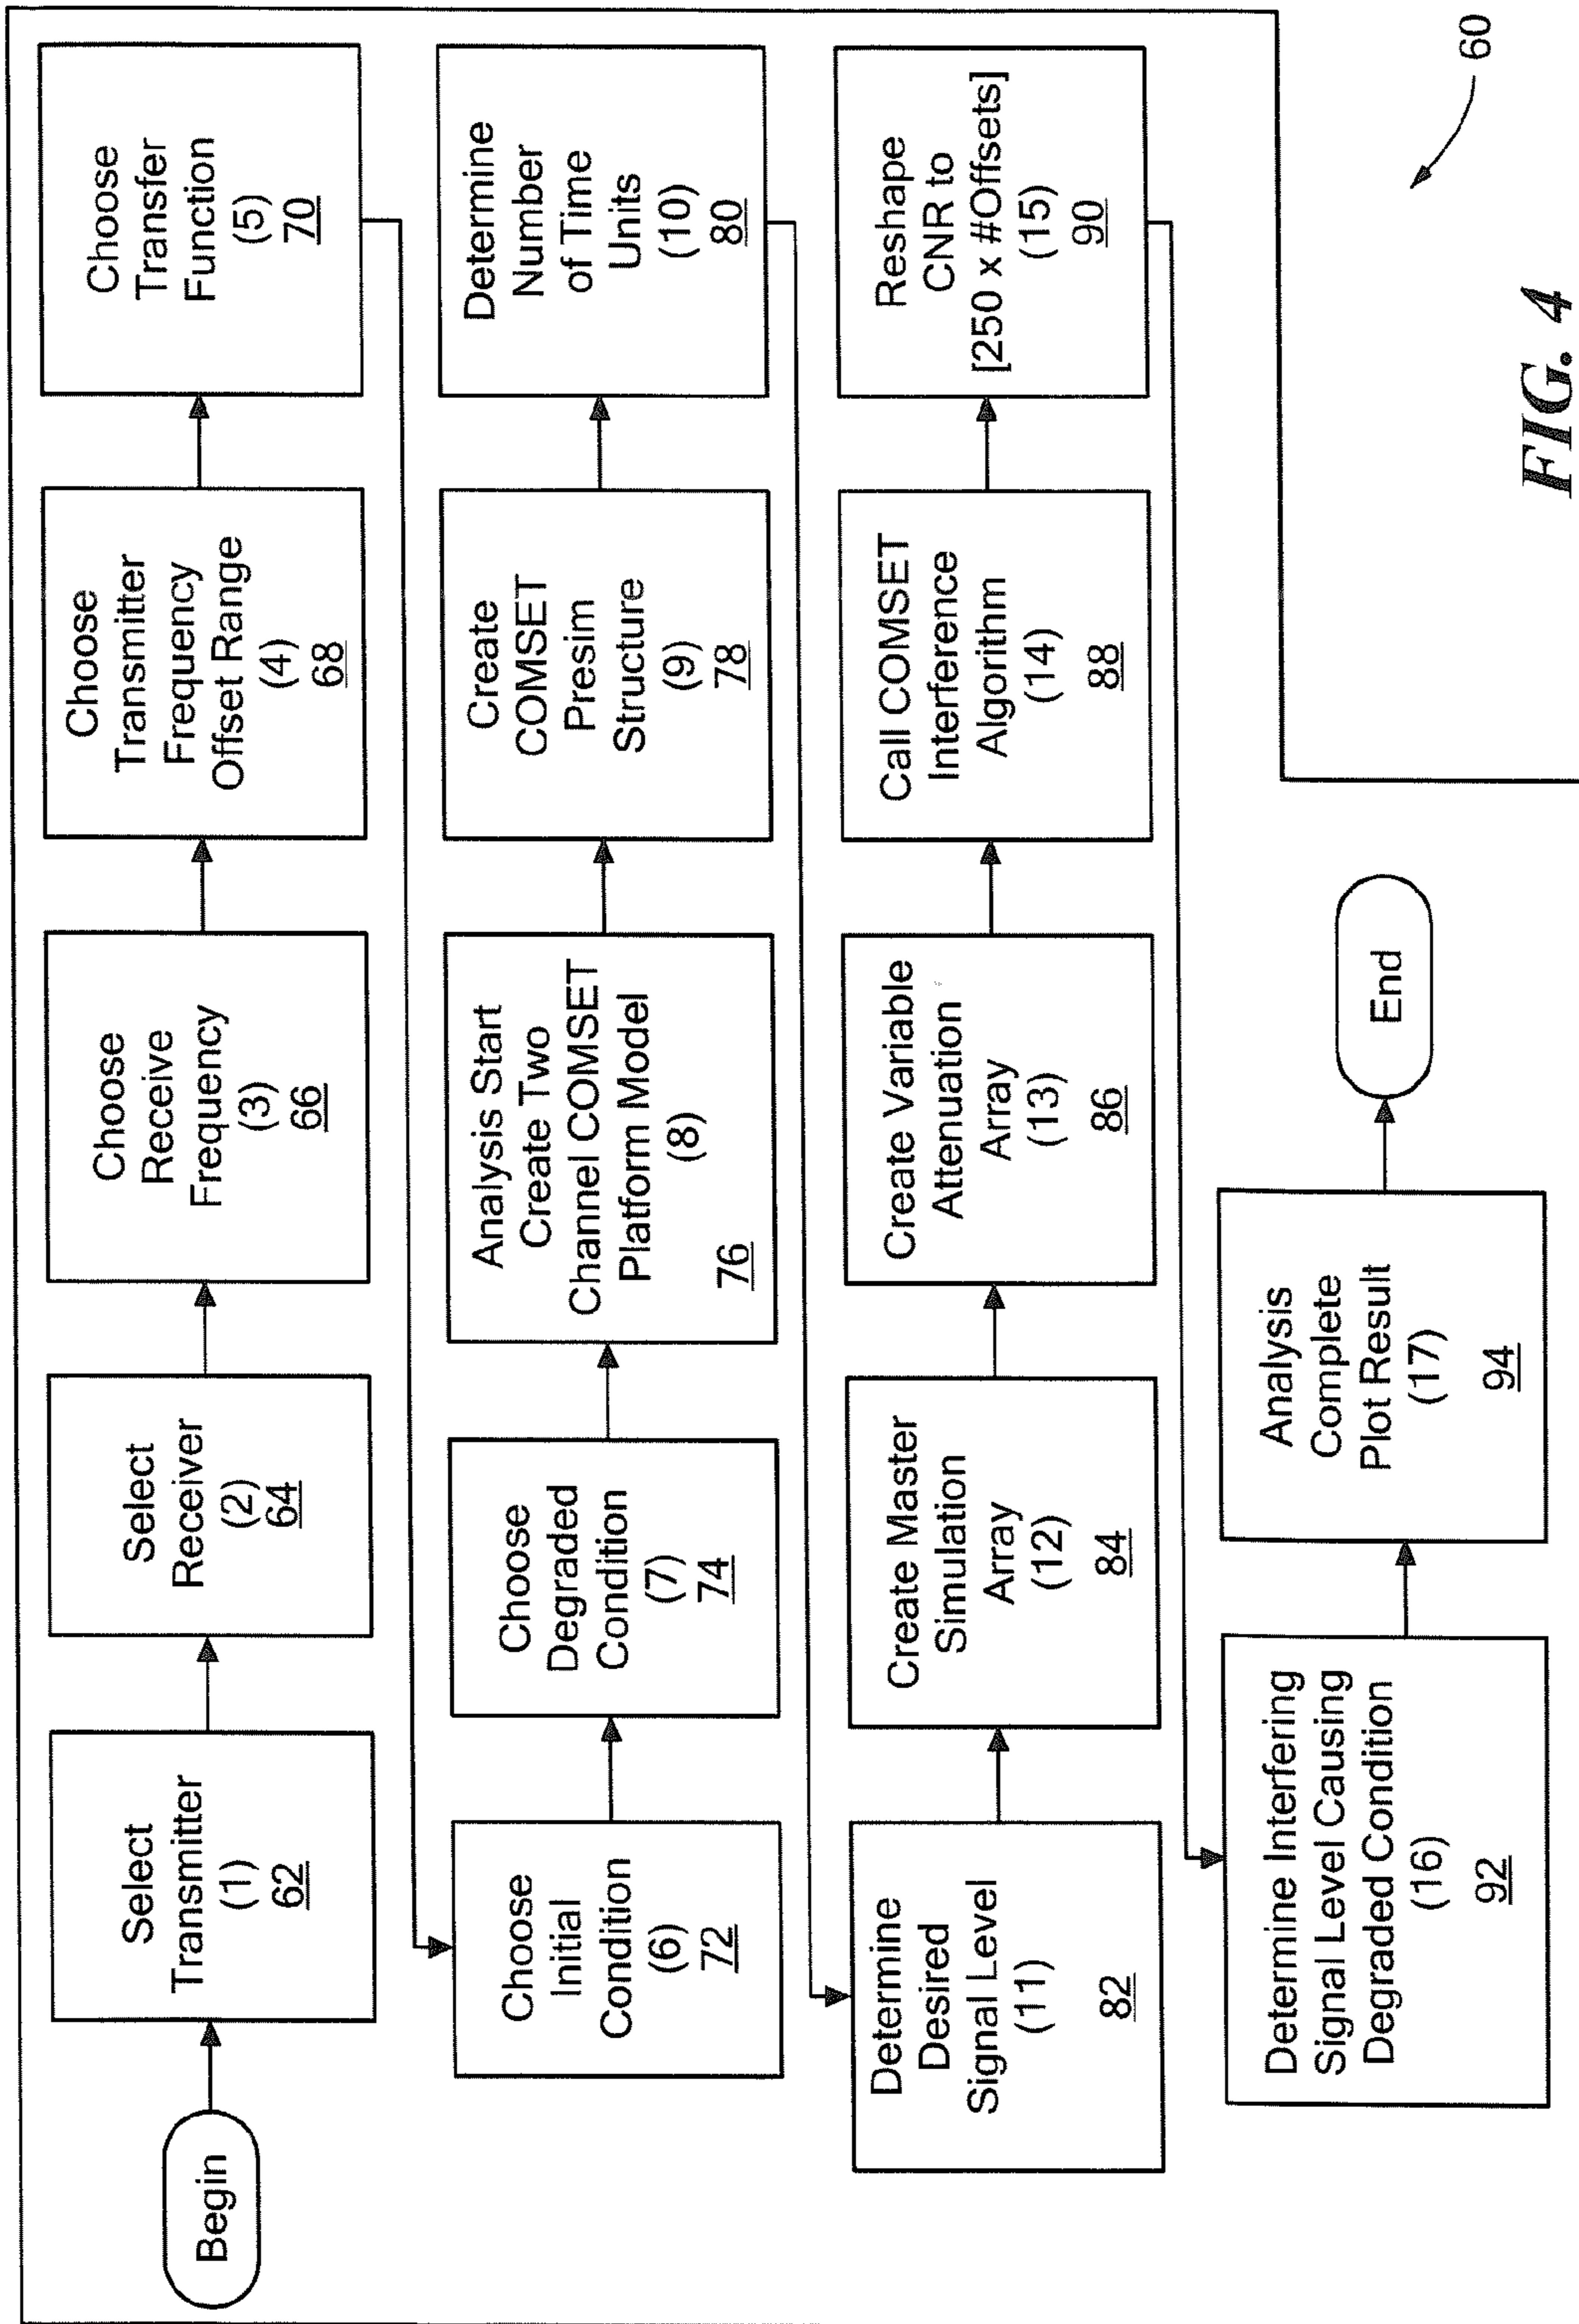 Begin
Select
Transmitter
(1)
62
Select
Receiver
(2)
64
Choose
Receive
Frequency
(3)
66
Choose
Transmitter
Frequency
Offset Range
(4)
68
Choose
Transfer
Function
(5)
70
Choose
Initial
Condition
(6)
72
Choose
Degraded
Condition
(7)
74
Analysis Start
Create Two
Channel COMSET
Platform Model
(8)
76
Create
COMSET
Presim
Structure
(9)
78
Determine
Number
of Time
Units
(10)
80
Determine
Desired
Signal Level
(11)
82
Create Master
Simulation
Array
(12)
84
Create Variable
Attenuation
Array
(13)
86
Call COMSET
Interference
Algorithm
(14)
88
Reshape
CNR to
[250 x #Offsets]
(15)
90
Determine Interfering
Signal Level Causing
Degraded Condition
(16)
92
Analysis
Complete
Plot Result
(17)
94
End
60
FIG. 4